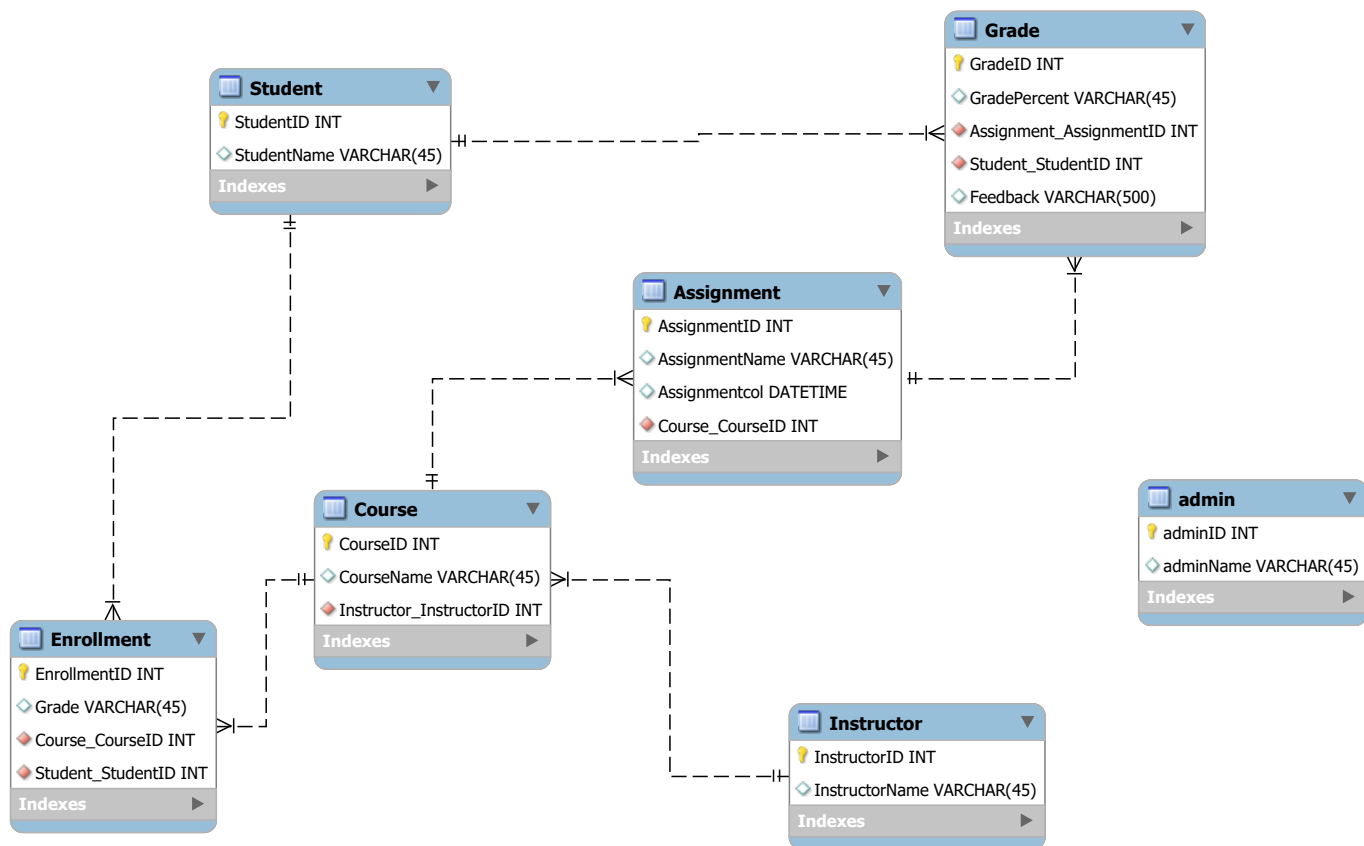 Grade
GradeID INT
GradePercent VARCHAR(45)
Assignment_AssignmentID INT
Student_StudentID INT
Feedback VARCHAR(500)
Indexes
Student
StudentID INT
StudentName VARCHAR(45)
Indexes
Assignment
AssignmentID INT
AssignmentName VARCHAR(45)
Assignmentcol DATETIME
Course_CourseID INT
Indexes
admin
adminID INT
adminName VARCHAR(45)
Indexes
Course
CourseID INT
CourseName VARCHAR(45)
Instructor_InstructorID INT
Indexes
Enrollment
EnrollmentID INT
Grade VARCHAR(45)
Course_CourseID INT
Student_StudentID INT
Indexes
Instructor
InstructorID INT
InstructorName VARCHAR(45)
Indexes